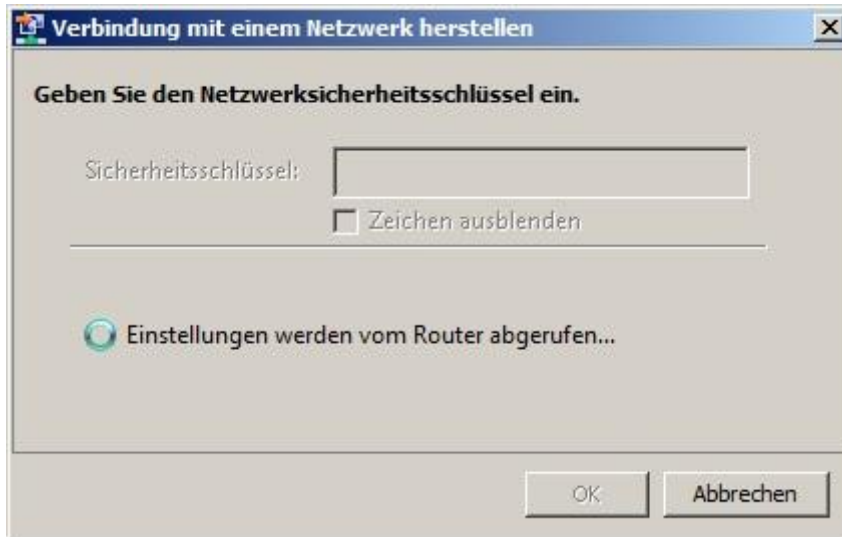 Verbindung mit einem Netzwerk herstellen
Geben Sie den Netzwerksicherheitsschlüssel ein.
Sicherheitsschlüssel:
Zeichen ausblenden
Einstellungen werden vom Router abgerufen...
OK
Abbrechen